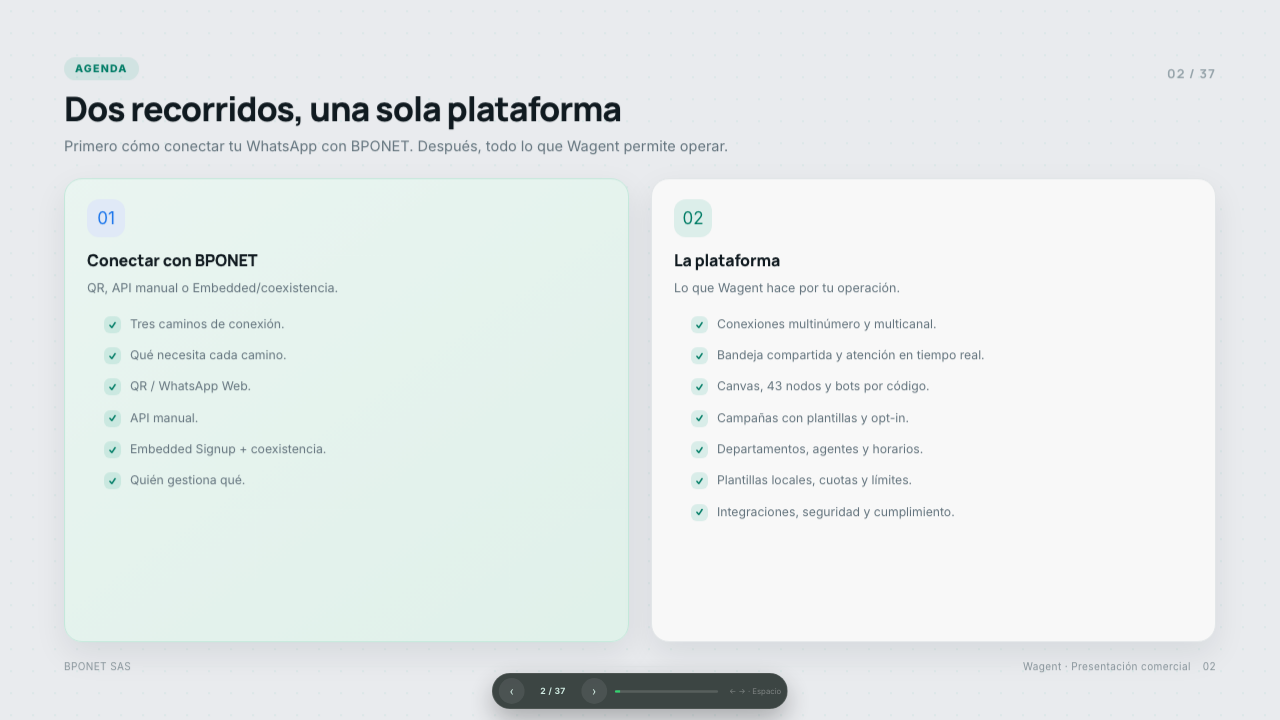 AGENDA
02 / 37
Dos recorridos, una sola plataforma
Primero cómo conectar tu WhatsApp con BPONET. Después, todo lo que Wagent permite operar.
01
Conectar con BPONET
QR, API manual o Embedded/coexistencia.
Tres caminos de conexión.
Qué necesita cada camino.
QR / WhatsApp Web.
API manual.
Embedded Signup + coexistencia.
Quién gestiona qué.
02
La plataforma
Lo que Wagent hace por tu operación.
Conexiones multinúmero y multicanal.
Bandeja compartida y atención en tiempo real.
Canvas, 43 nodos y bots por código.
Campañas con plantillas y opt-in.
Departamentos, agentes y horarios.
Plantillas locales, cuotas y límites.
Integraciones, seguridad y cumplimiento.
BPONET SAS
Wagent · Presentación comercial 02
‹ 2 / 37 › ← → · Espacio